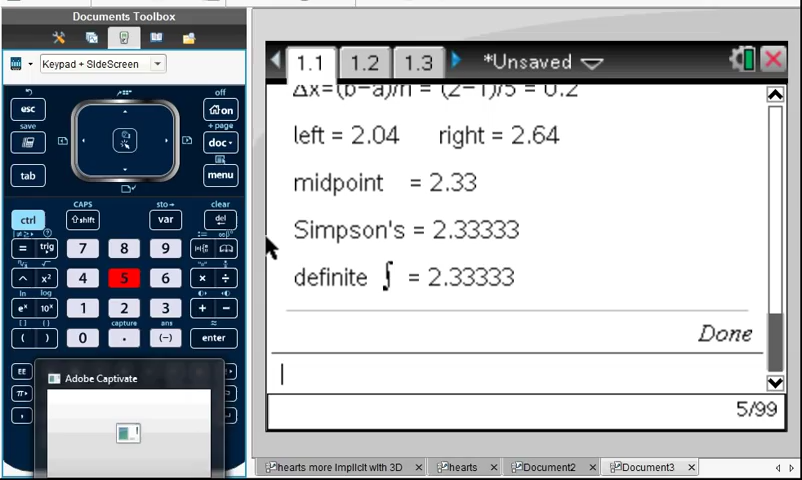 Documents Toolbox
Keypad + SideScreen
off
esc
on
save
+ page
doc
tab
menu
CAPS
sto→
clear
ctrl
⇧shift
var
del
= trig 7 8 9
^ x² 4 5 6 × ÷
ln log
eˣ 10ˣ 1 2 3 + −
capture
ans
( ) 0 . (−) enter
EE
π
,
Adobe Captivate
1.1 1.2 1.3 *Unsaved
Δx=(b−a)/n = (2−1)/5 = 0.2
left = 2.04 right = 2.64
midpoint = 2.33
Simpson's = 2.33333
definite ∫ = 2.33333
Done
5/99
hearts more implicit with 3D
hearts
Document2
Document3